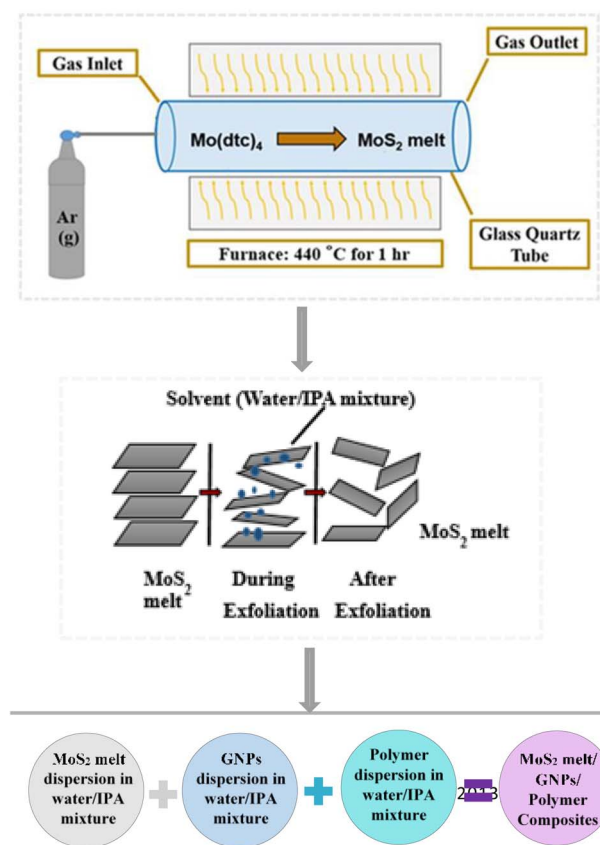 Gas Inlet
Gas Outlet
Mo(dtc)₄
MoS₂ melt
Ar
(g)
Furnace: 440 °C for 1 hr
Glass Quartz
Tube
Solvent (Water/IPA mixture)
MoS₂ melt
MoS₂
melt
During
Exfoliation
After
Exfoliation
MoS₂ melt
dispersion in
water/IPA
mixture
GNPs
dispersion in
water/IPA
mixture
Polymer
dispersion in
water/IPA
mixture
2013
MoS₂ melt/
GNPs/
Polymer
Composites